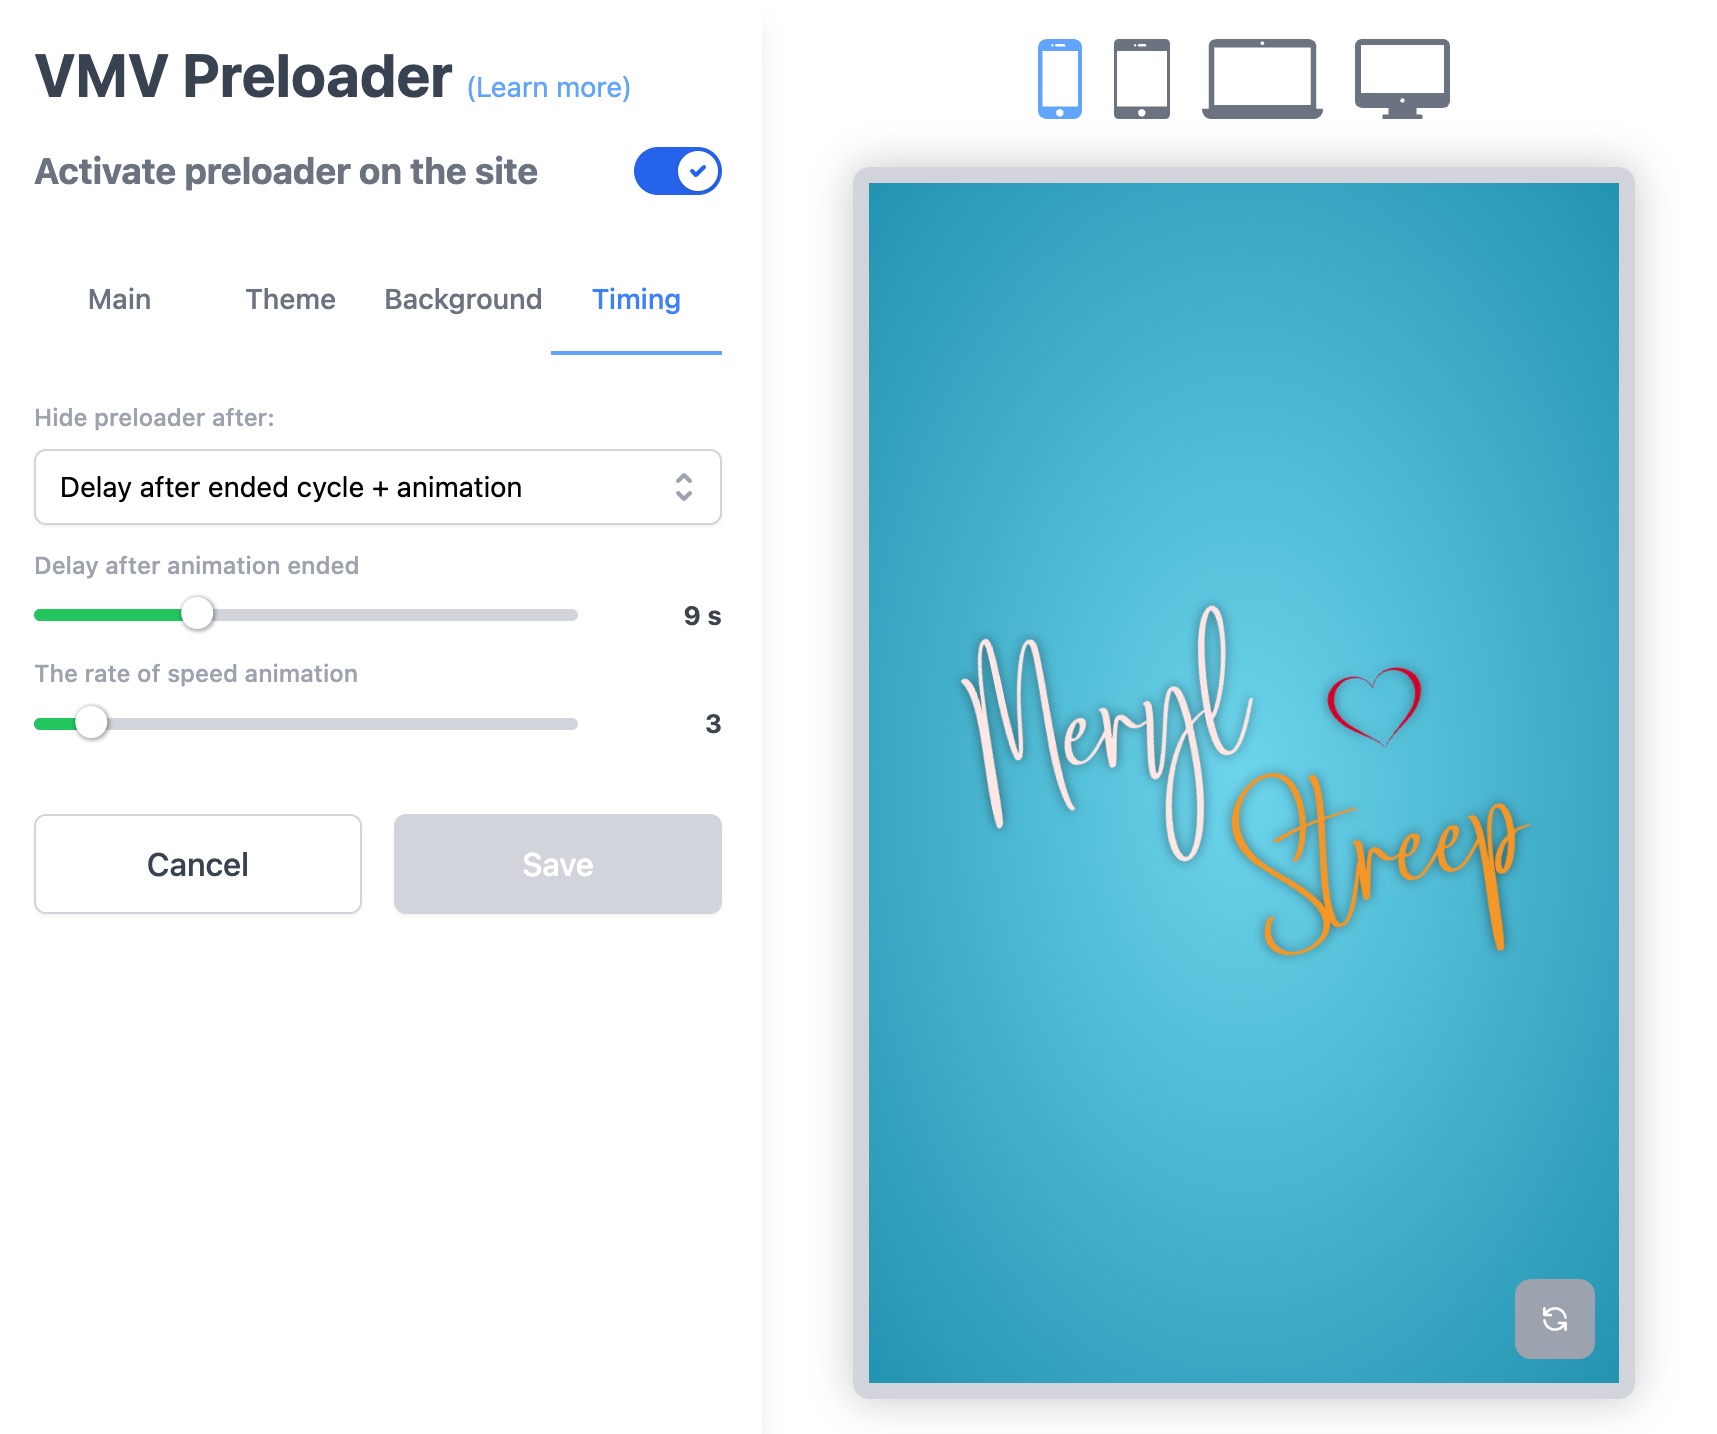 VMV Preloader (Learn more)
Activate preloader on the site
Main Theme Background Timing
Hide preloader after:
Delay after ended cycle + animation
Delay after animation ended
9 s
The rate of speed animation
3
Cancel Save
Meryl
Streep